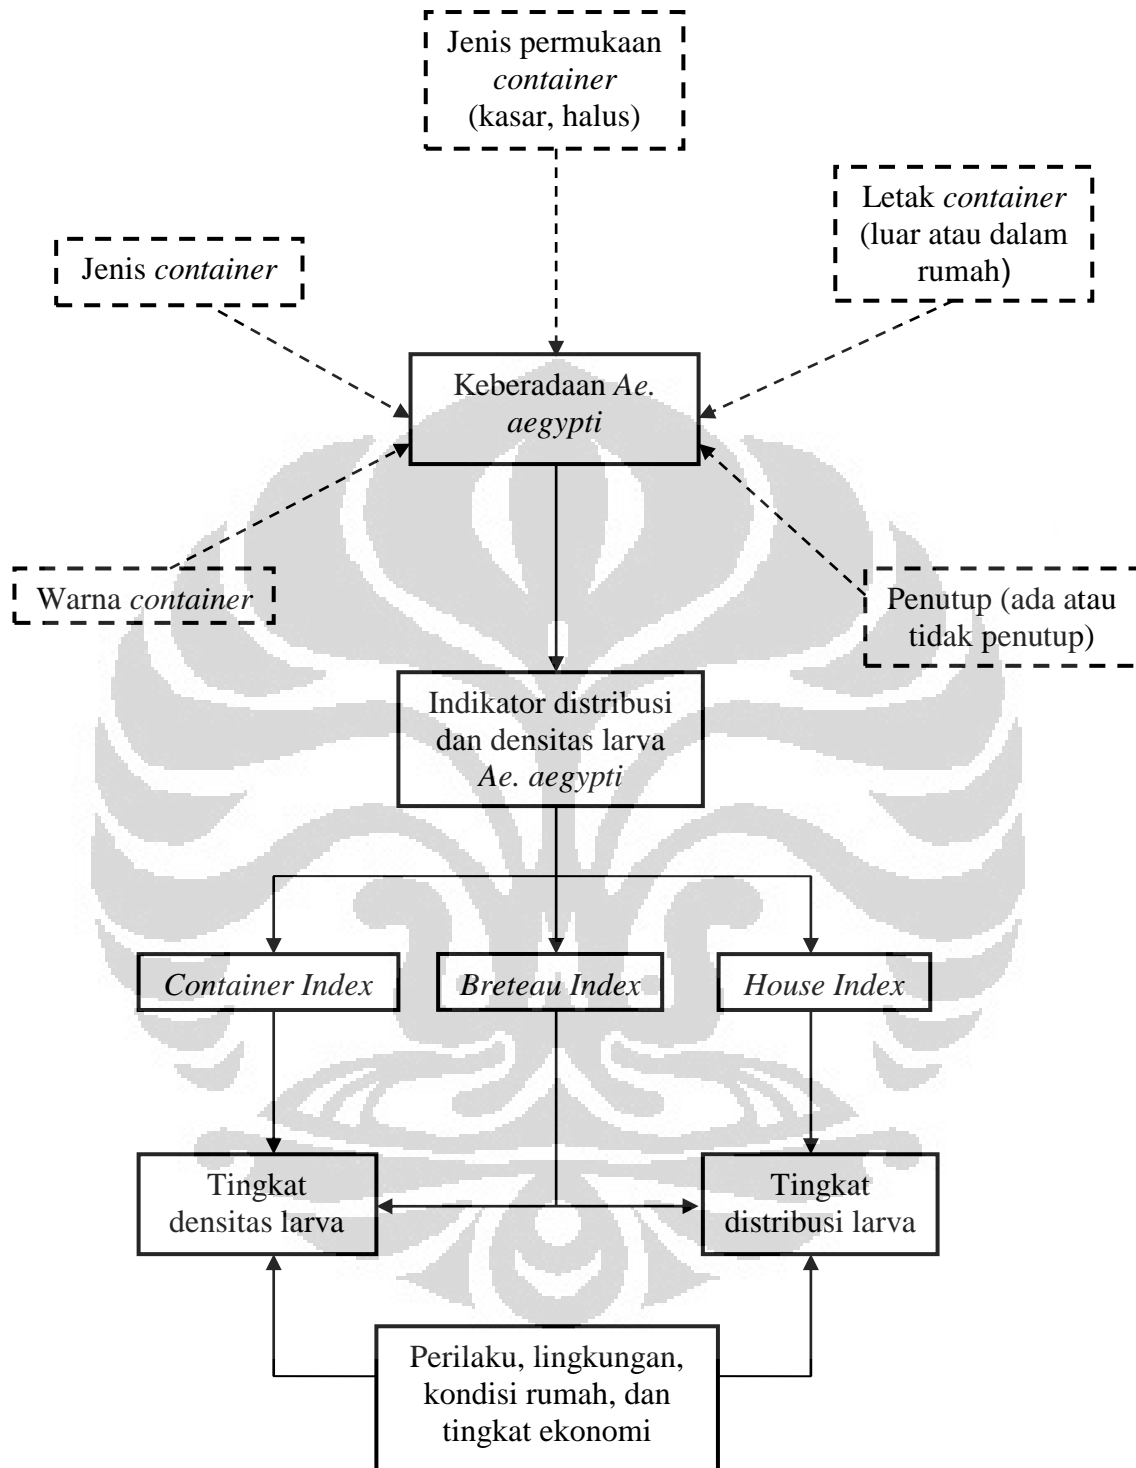 Jenis permukaan
container
(kasar, halus)
Letak container
(luar atau dalam
rumah)
Jenis container
Keberadaan Ae.
aegypti
Warna container
Penutup (ada atau
tidak penutup)
Indikator distribusi
dan densitas larva
Ae. aegypti
Container Index
Breteau Index
House Index
Tingkat
densitas larva
Tingkat
distribusi larva
Perilaku, lingkungan,
kondisi rumah, dan
tingkat ekonomi